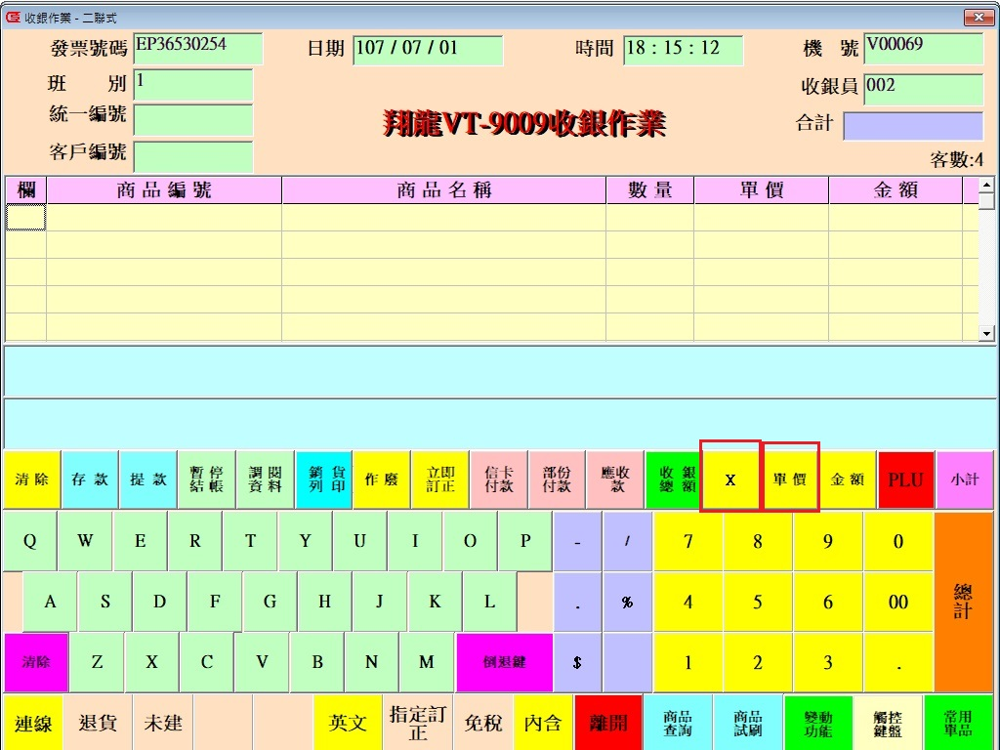 收銀作業 - 二聯式
發票號碼 EP36530254 日期 107 / 07 / 01 時間 18 : 15 : 12 機 號 V00069
班 別 1 收銀員 002
統一編號 翔龍VT-9009收銀作業 合計
客戶編號 客數:4
欄 商品編號 商品名稱 數量 單價 金額
清除 存款 提款 暫停結帳 調閱資料 銷貨列印 作廢 立即訂正 信卡付款 部份付款 應收款 收銀總額 X 單價 金額 PLU 小計
Q W E R T Y U I O P - / 7 8 9 0
A S D F G H J K L . % 4 5 6 00 總計
清除 Z X C V B N M 倒退鍵 $ 1 2 3 .
連線 退貨 未建 英文 指定訂正 免稅 內含 離開 商品查詢 商品試刷 變動功能 觸控鍵盤 常用單品